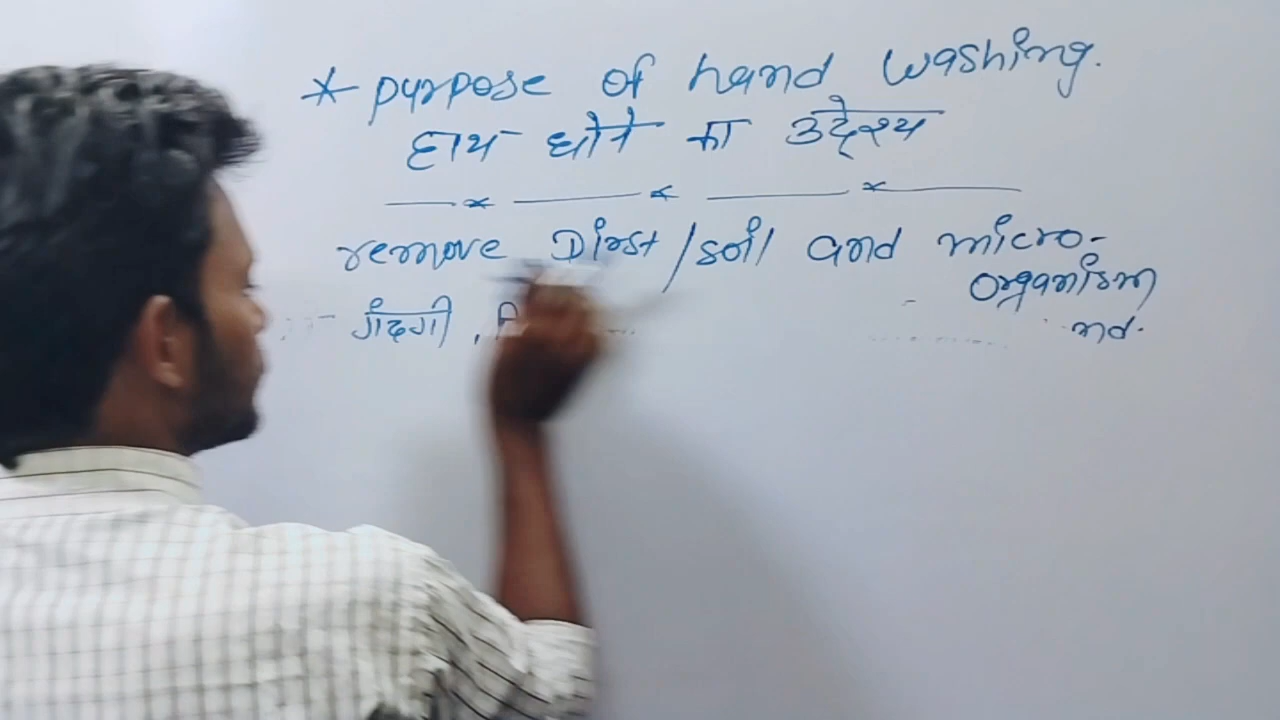 * purpose of hand washing.
हाथ धोने का उद्देश्य
remove Dirst / soil and micro-
organism
गंदगी ,